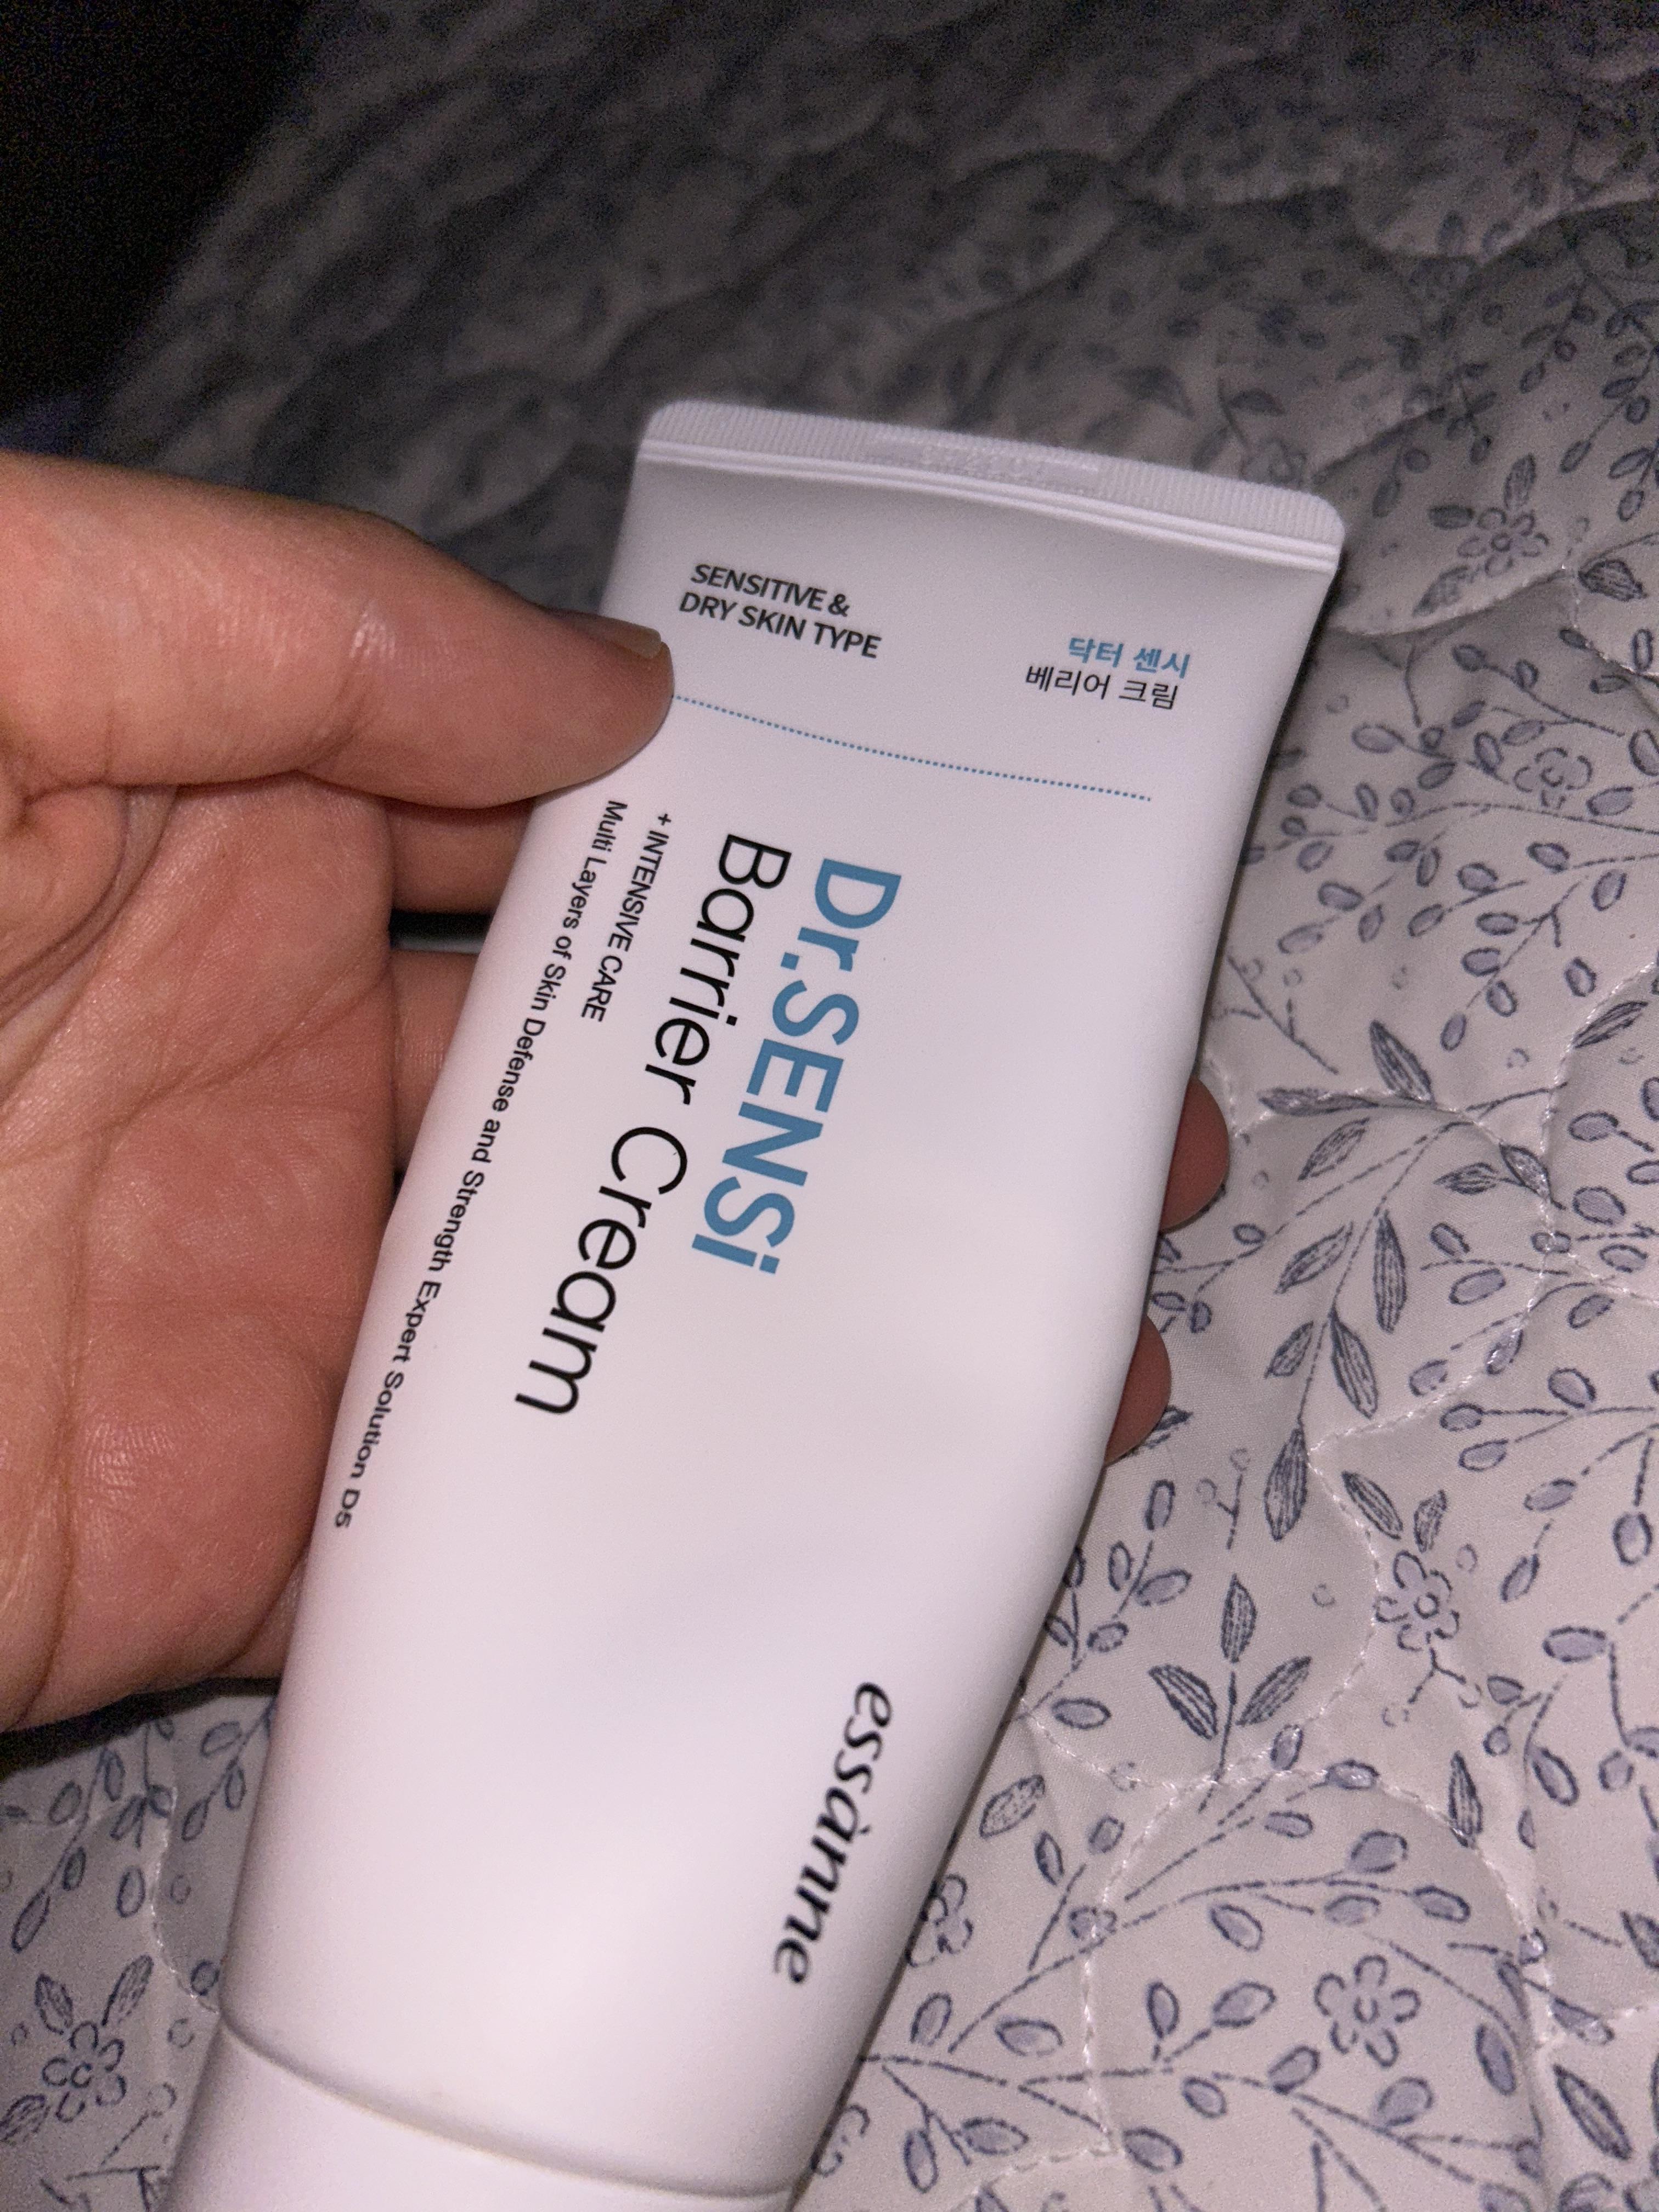 SENSITIVE &
DRY SKIN TYPE
닥터 센시
베리어 크림
Dr.SENSi
Barrier Cream
+ INTENSIVE CARE
Multi Layers of Skin Defense and Strength Expert Solution D5
essànne